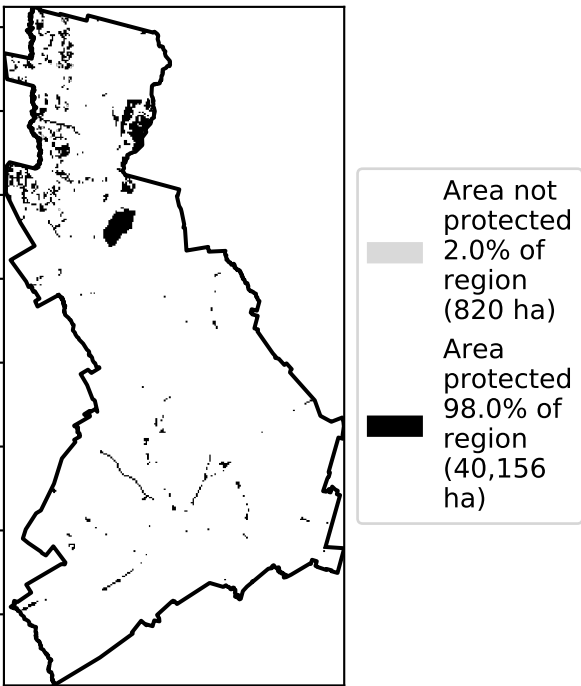 Area not
protected
2.0% of
region
(820 ha)
Area
protected
98.0% of
region
(40,156
ha)